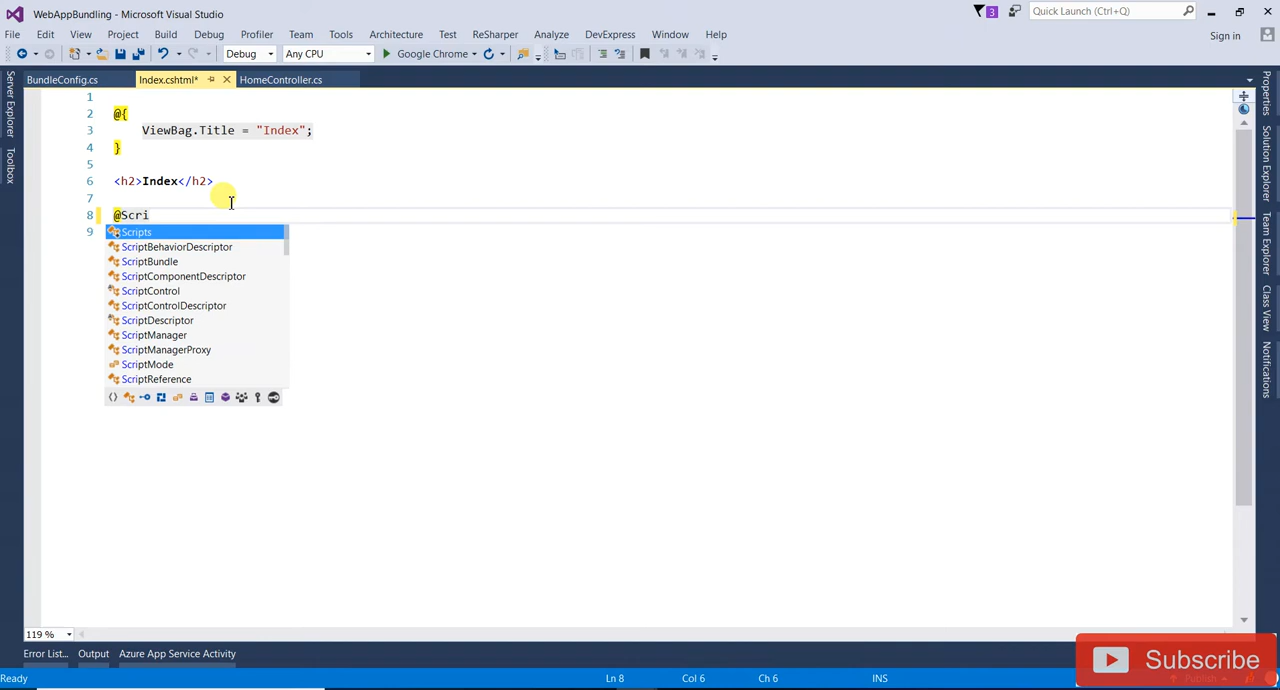 WebAppBundling - Microsoft Visual Studio
3
Quick Launch (Ctrl+Q)
File Edit View Project Build Debug Profiler Team Tools Architecture Test ReSharper Analyze DevExpress Window Help
Sign in
Debug Any CPU Google Chrome
BundleConfig.cs Index.cshtml* HomeController.cs
Server Explorer
Toolbox
Properties
Solution Explorer
Team Explorer
Class View
Notifications
1
2 @{
3 ViewBag.Title = "Index";
4 }
5
6 <h2>Index</h2>
7
8 @Scri
9
Scripts
ScriptBehaviorDescriptor
ScriptBundle
ScriptComponentDescriptor
ScriptControl
ScriptControlDescriptor
ScriptDescriptor
ScriptManager
ScriptManagerProxy
ScriptMode
ScriptReference
119 %
Error List... Output Azure App Service Activity
Subscribe
Ready Ln 8 Col 6 Ch 6 INS Publish